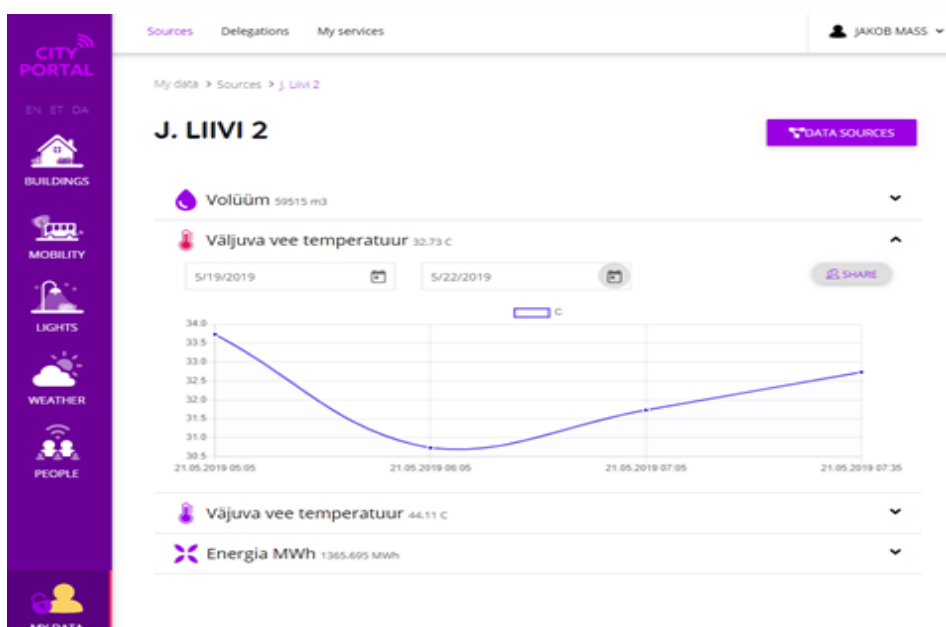 CITY
PORTAL
EN ET DA
BUILDINGS
MOBILITY
LIGHTS
WEATHER
PEOPLE
MY DATA
Sources Delegations My services
JAKOB MASS
My data > Sources > J. Liivi 2
J. LIIVI 2
DATA SOURCES
Volüüm 59515 m3
Väljuva vee temperatuur 32.73 C
5/19/2019 5/22/2019
SHARE
C
34.0
33.5
33.0
32.5
32.0
31.5
31.0
30.5
21.05.2019 05:05 21.05.2019 06:05 21.05.2019 07:05 21.05.2019 07:35
Väjuva vee temperatuur 44.11 C
Energia MWh 1365.695 MWh